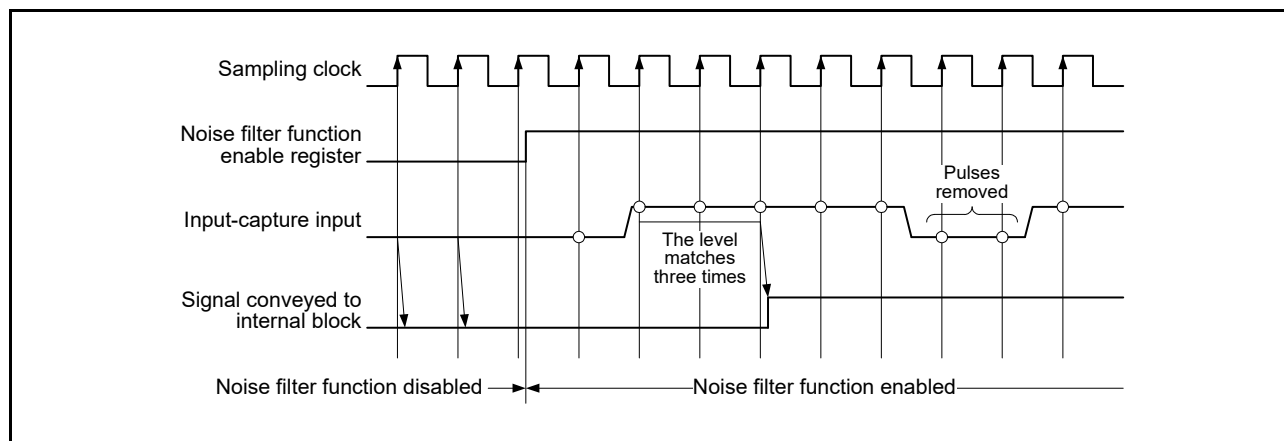 Sampling clock
Noise filter function
enable register
Pulses
removed
Input-capture input
The level
matches
three times
Signal conveyed to
internal block
Noise filter function disabled
Noise filter function enabled